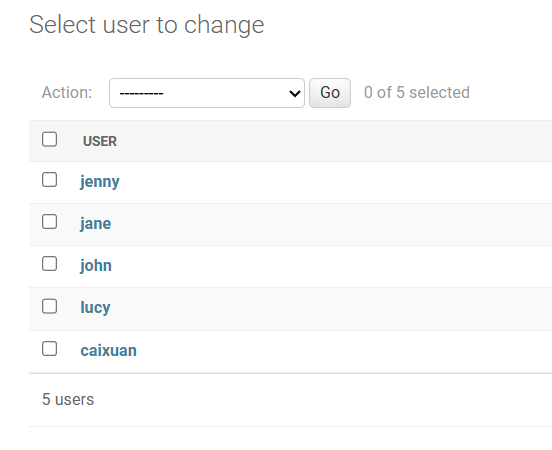 Select user to change
Action: --------- Go 0 of 5 selected
USER
jenny
jane
john
lucy
caixuan
5 users